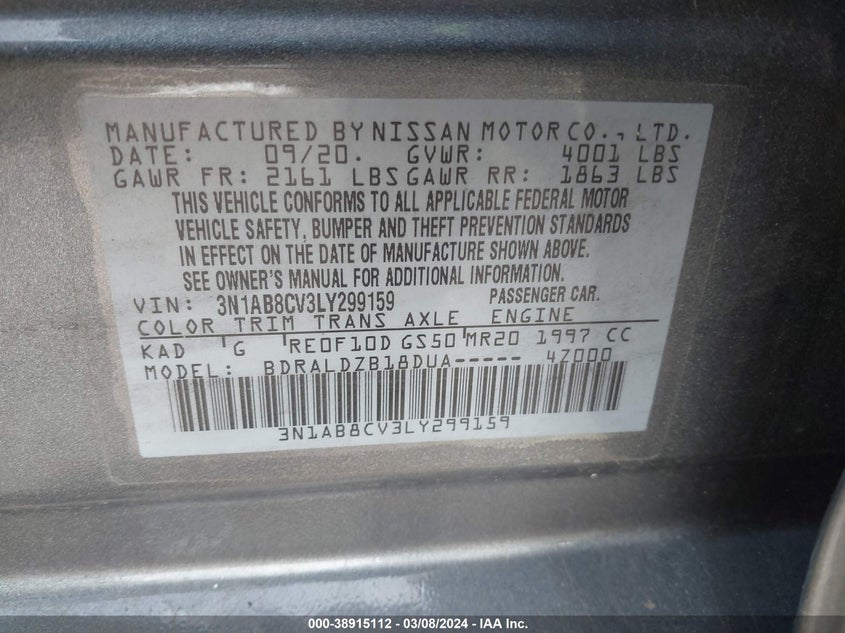 MANUFACTURED BY NISSAN MOTOR CO., LTD.
DATE: 09/20. GVWR: 4001 LBS
GAWR FR: 2161 LBS GAWR RR: 1863 LBS
THIS VEHICLE CONFORMS TO ALL APPLICABLE FEDERAL MOTOR
VEHICLE SAFETY, BUMPER AND THEFT PREVENTION STANDARDS
IN EFFECT ON THE DATE OF MANUFACTURE SHOWN ABOVE.
SEE OWNER'S MANUAL FOR ADDITIONAL INFORMATION.
VIN: 3N1AB8CV3LY299159 PASSENGER CAR.
COLOR TRIM TRANS AXLE ENGINE
KAD G RE0F10D GS50 MR20 1997 CC
MODEL: BDRALDZB18DUA----- 4Z000
3N1AB8CV3LY299159
000-38915112 - 03/08/2024 - IAA Inc.